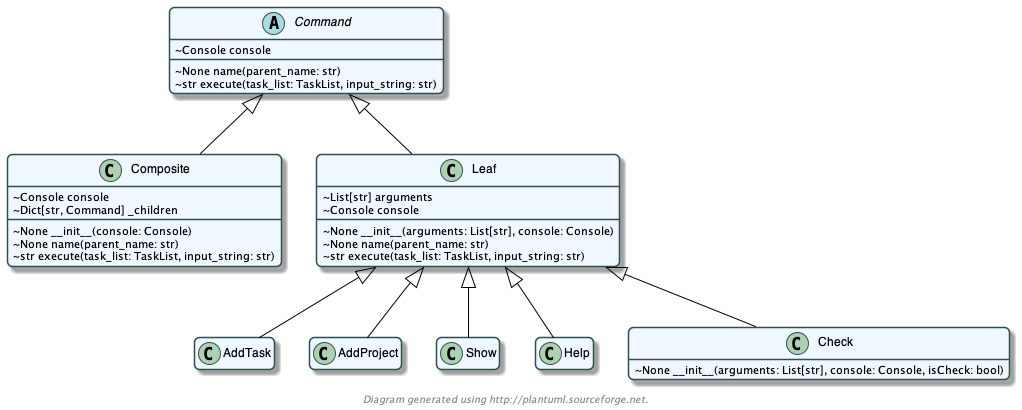 A Command
~Console console
~None name(parent_name: str)
~str execute(task_list: TaskList, input_string: str)
C Composite
~Console console
~Dict[str, Command] _children
~None __init__(console: Console)
~None name(parent_name: str)
~str execute(task_list: TaskList, input_string: str)
C Leaf
~List[str] arguments
~Console console
~None __init__(arguments: List[str], console: Console)
~None name(parent_name: str)
~str execute(task_list: TaskList, input_string: str)
C AddTask
C AddProject
C Show
C Help
C Check
~None __init__(arguments: List[str], console: Console, isCheck: bool)
Diagram generated using http://plantuml.sourceforge.net.